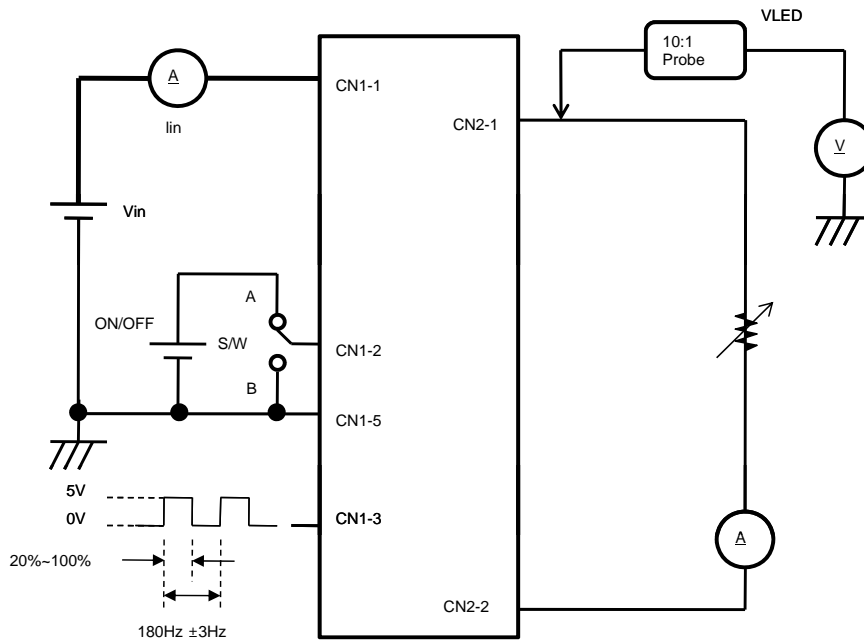 VLED
10:1
Probe
A
Iin
CN1-1
CN2-1
V
Vin
A
ON/OFF
S/W
CN1-2
B
CN1-5
5V
0V
CN1-3
A
20%~100%
CN2-2
180Hz ±3Hz